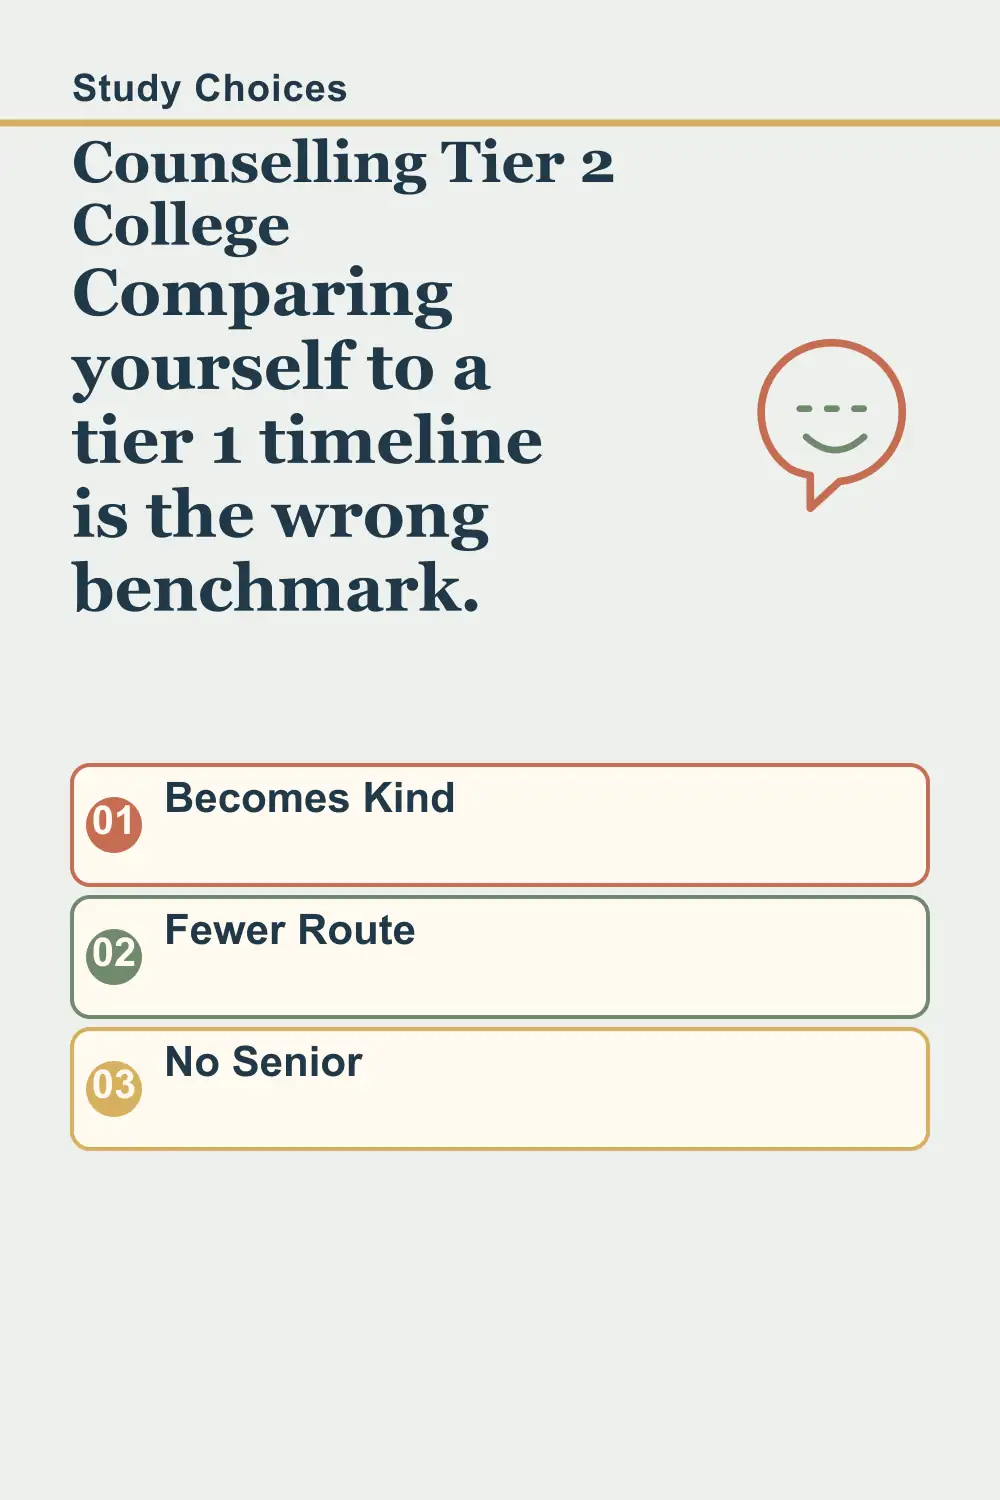 Study Choices
Counselling Tier 2
College
Comparing
yourself to a
tier 1 timeline
is the wrong
benchmark.
01 Becomes Kind
02 Fewer Route
03 No Senior